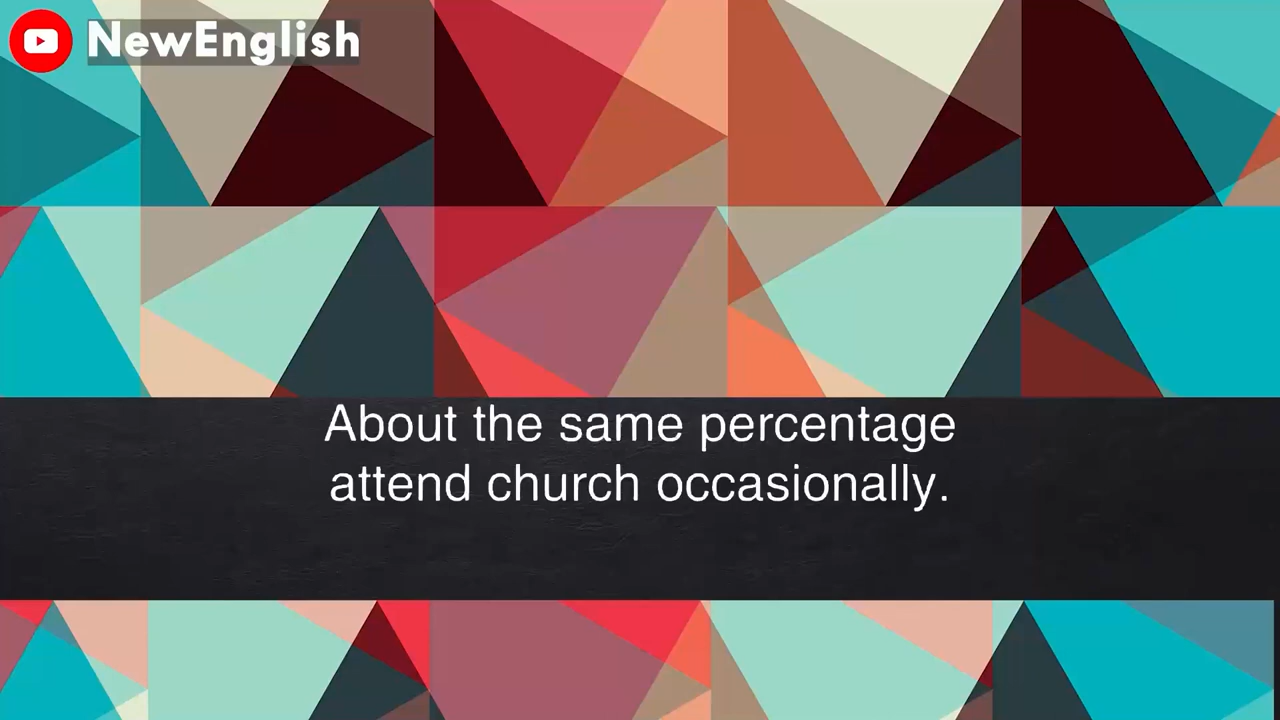 NewEnglish
About the same percentage
attend church occasionally.